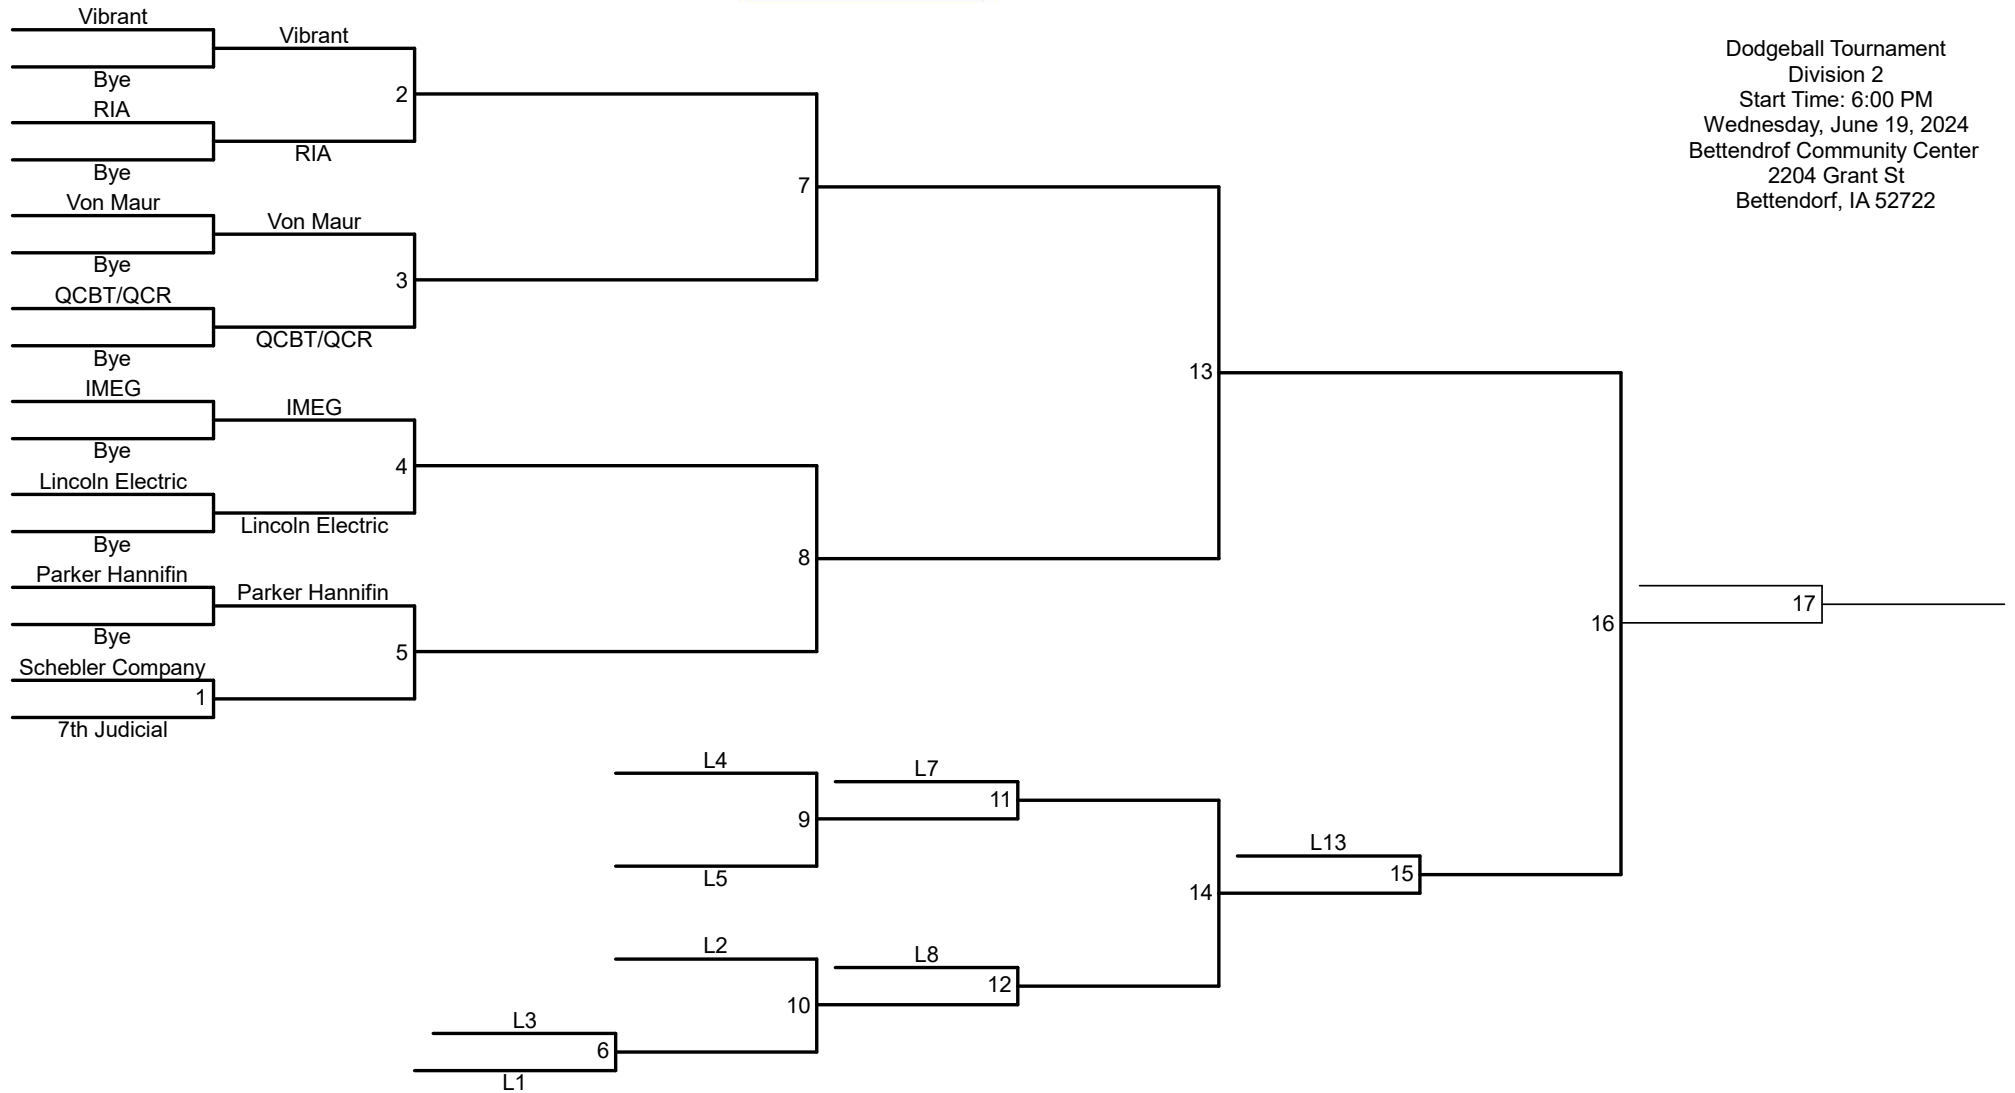 Vibrant
Vibrant
Bye
2
RIA
RIA
Bye
7
Von Maur
Von Maur
Bye
3
QCBT/QCR
QCBT/QCR
Bye
13
IMEG
IMEG
Bye
4
Lincoln Electric
Lincoln Electric
Bye
8
Parker Hannifin
Parker Hannifin
Bye
5
Schebler Company
1
7th Judicial
Dodgeball Tournament
Division 2
Start Time: 6:00 PM
Wednesday, June 19, 2024
Bettendrof Community Center
2204 Grant St
Bettendorf, IA 52722
17
16
L4
L7
11
9
L5
L13
15
14
L2
L8
12
10
L3
6
L1